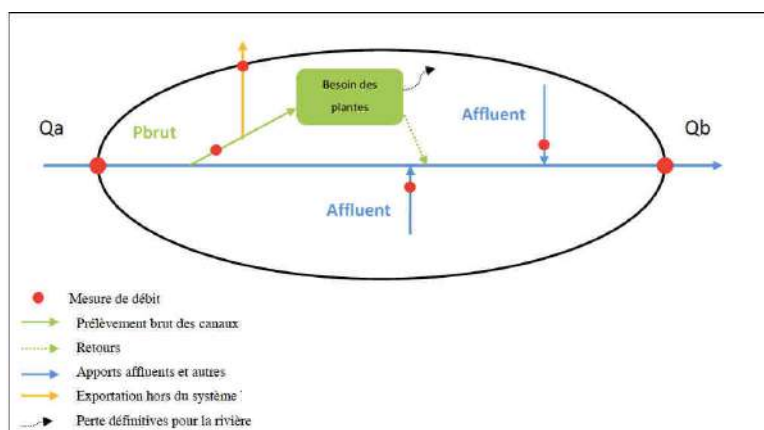 Besoin des
plantes
Qa
Pbrut
Affluent
Qb
Affluent
Mesure de débit
Prélèvement brut des canaux
Retours
Apports affluents et autres
Exportation hors du système
Perte définitives pour la rivière